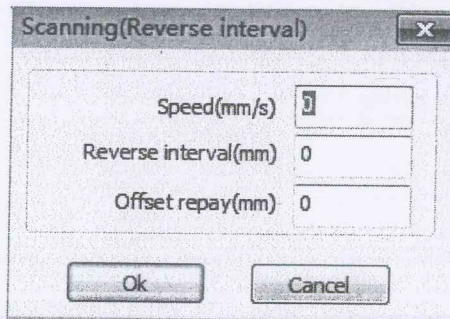 Scanning(Reverse interval)
Speed(mm/s) 0
Reverse interval(mm) 0
Offset repay(mm) 0
Ok Cancel